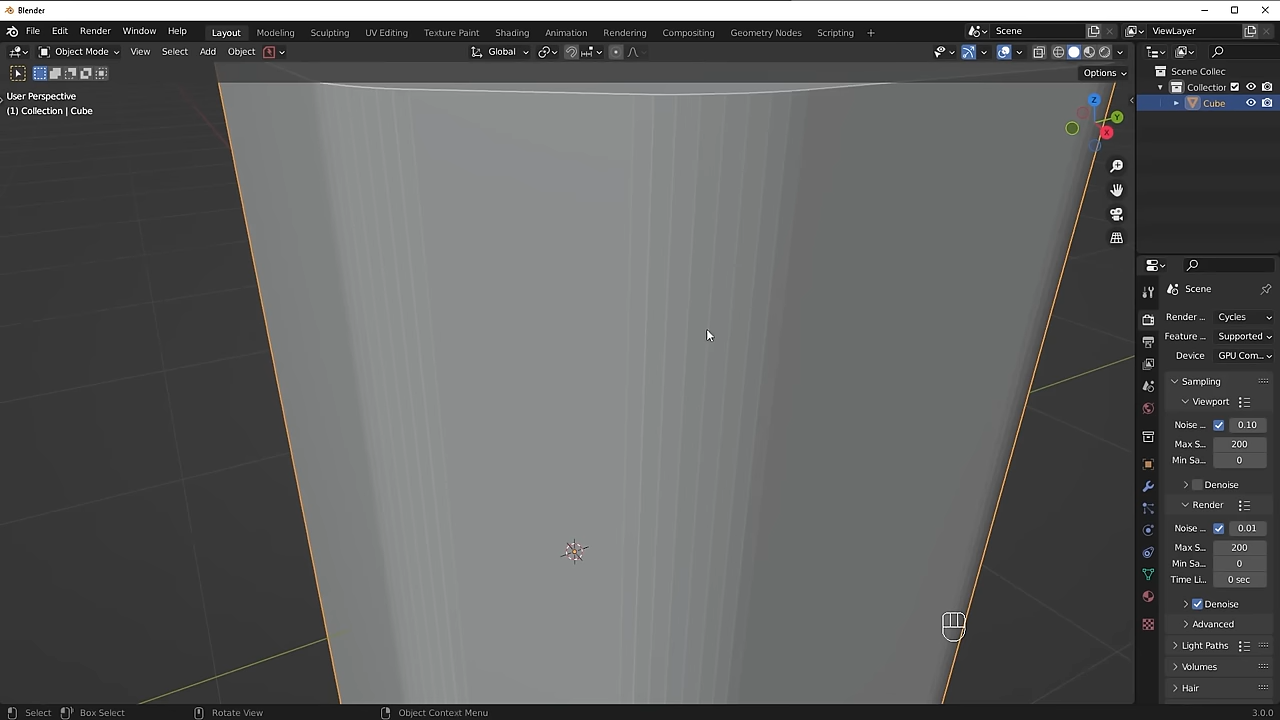 Blender
File Edit Render Window Help Layout Modeling Sculpting UV Editing Texture Paint Shading Animation Rendering Compositing Geometry Nodes Scripting + Scene ViewLayer
Object Mode View Select Add Object Global
Options
User Perspective
(1) Collection | Cube
Z
Y
X
Scene Collec
Collection
Cube
Scene
Render ... Cycles
Feature ... Supported
Device GPU Com...
Sampling
Viewport
Noise ... 0.10
Max S... 200
Min Sa... 0
Denoise
Render
Noise ... 0.01
Max S... 200
Min Sa... 0
Time Li... 0 sec
Denoise
Advanced
Light Paths
Volumes
Hair
Select Box Select Rotate View Object Context Menu 3.0.0